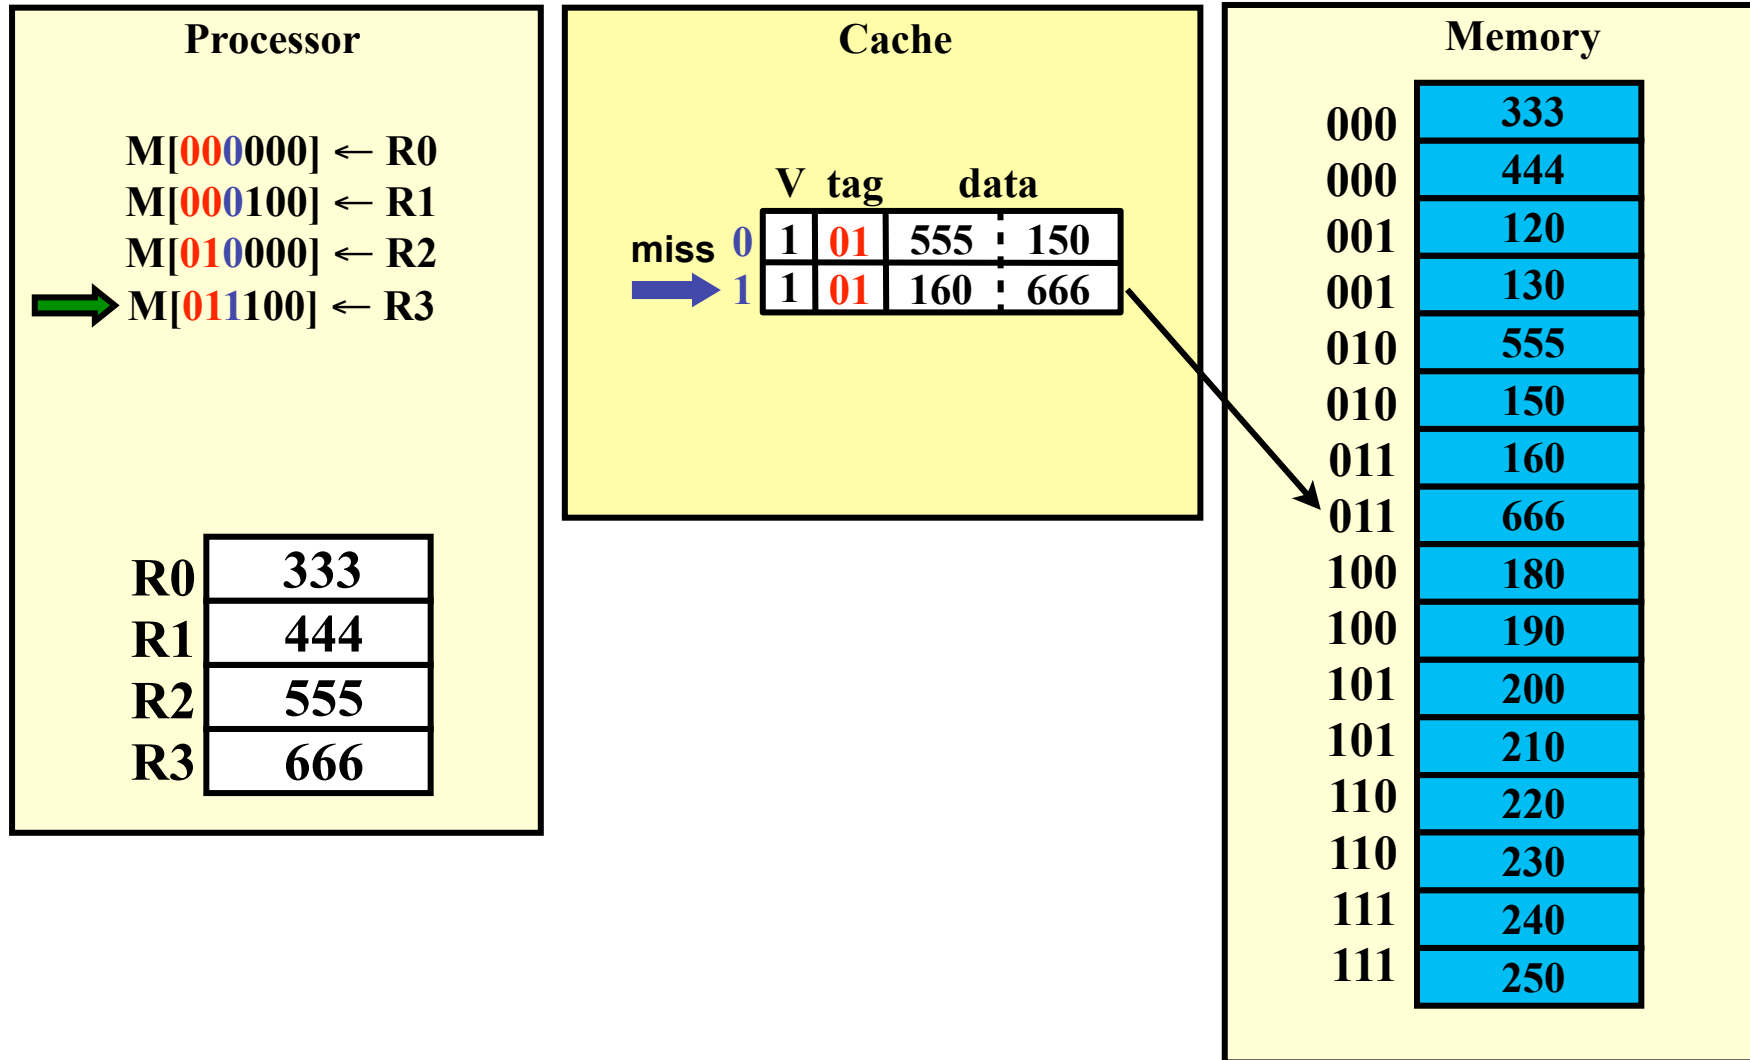 Processor
M[000000] ← R0
M[000100] ← R1
M[010000] ← R2
M[011100] ← R3
R0 333
R1 444
R2 555
R3 666
Cache
V tag data
miss 0 1 01 555 150
1 1 01 160 666
Memory
000 333
000 444
001 120
001 130
010 555
010 150
011 160
011 666
100 180
100 190
101 200
101 210
110 220
110 230
111 240
111 250